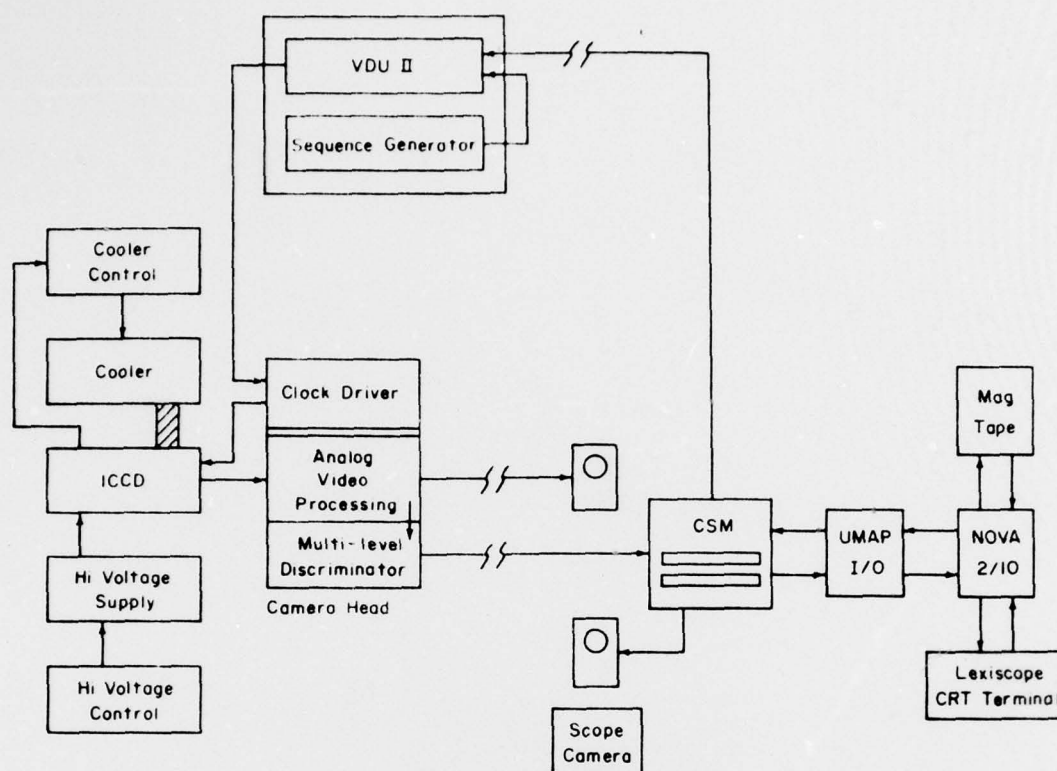 VDU II
Sequence Generator
Cooler
Control
Cooler
ICCD
Hi Voltage
Supply
Hi Voltage
Control
Clock Driver
Analog
Video
Processing
Multi-level
Discriminator
Camera Head
CSM
UMAP
I/O
NOVA
2/10
Mag
Tape
Lexiscope
CRT Terminal
Scope
Camera